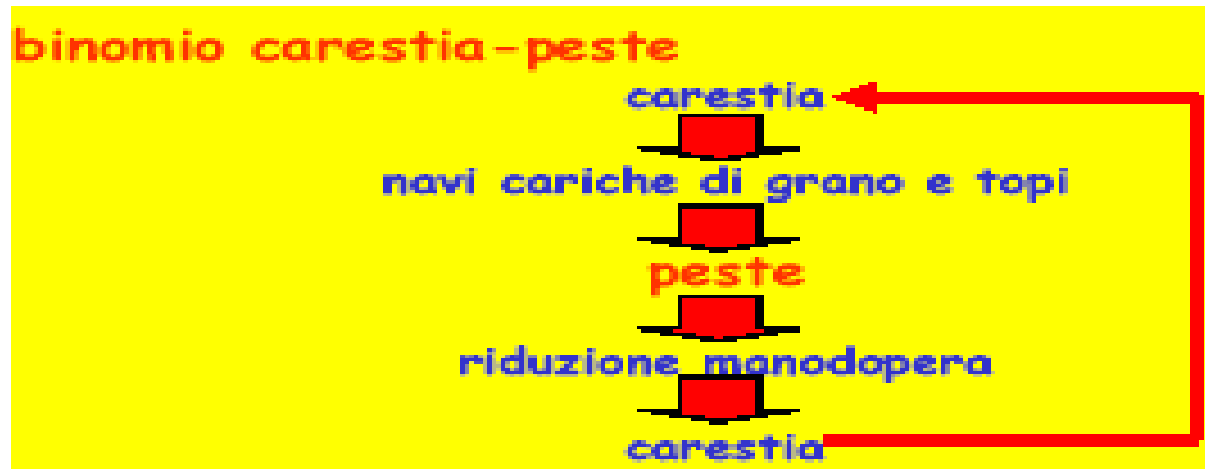 binomio carestia-peste
carestia
navi cariche di grano e topi
peste
riduzione manodopera
carestia